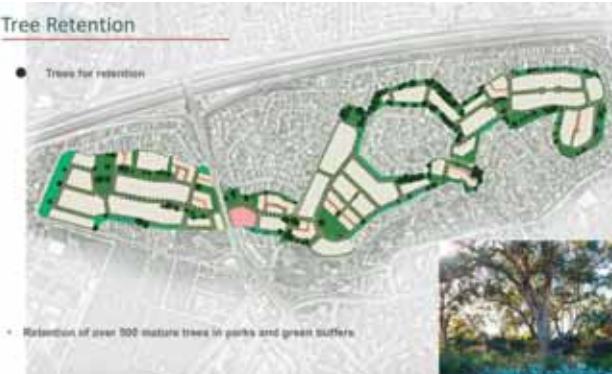 Tree Retention
Trees for retention
Retention of over 500 mature trees in parks and green buffers